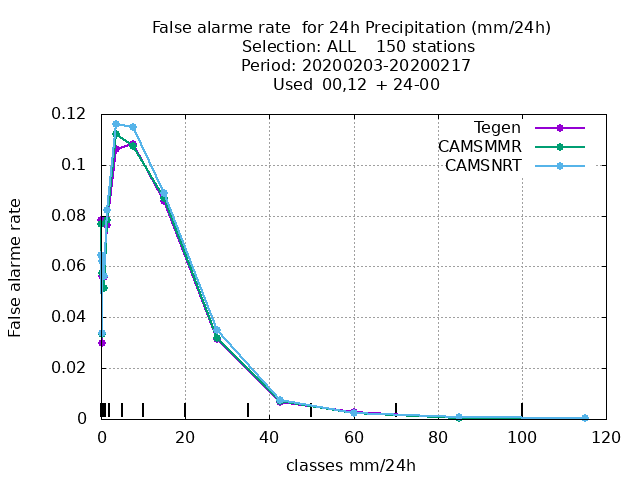 False alarme rate  for 24h Precipitation (mm/24h)
Selection: ALL    150 stations
Period: 20200203-20200217
Used  00,12  + 24-00
Tegen
CAMSMMR
CAMSNRT
False alarme rate
0.12
0.1
0.08
0.06
0.04
0.02
0
0 20 40 60 80 100 120
classes mm/24h